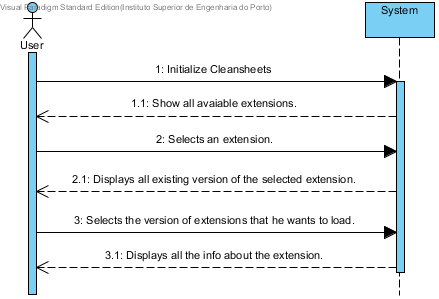 Visual Paradigm Standard Edition(Instituto Superior de Engenharia do Porto)
System
User
1: Initialize Cleansheets
1.1: Show all avaiable extensions.
2: Selects an extension.
2.1: Displays all existing version of the selected extension.
3: Selects the version of extensions that he wants to load.
3.1: Displays all the info about the extension.